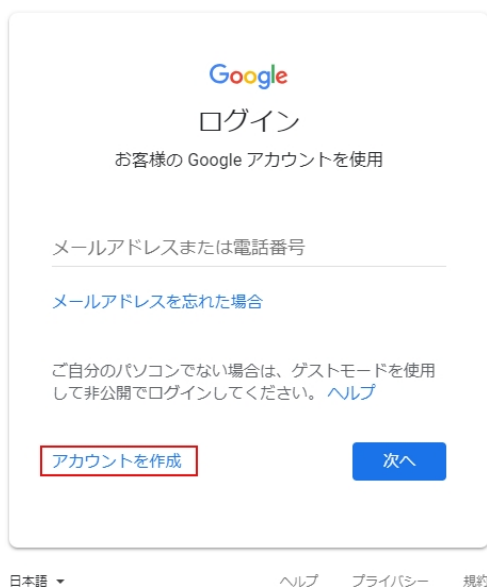 Google
ログイン
お客様の Google アカウントを使用
メールアドレスまたは電話番号
メールアドレスを忘れた場合
ご自分のパソコンでない場合は、ゲストモードを使用
して非公開でログインしてください。 ヘルプ
アカウントを作成 次へ
日本語 ヘルプ プライバシー 規約